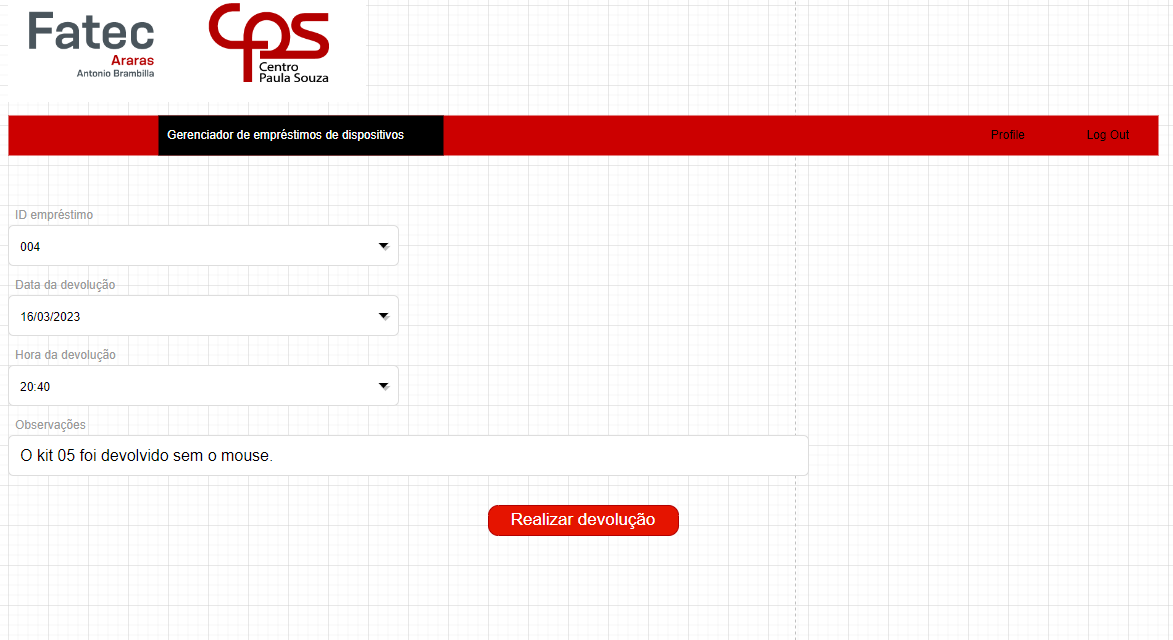 Fatec
Araras
Antonio Brambilla
CPS
Centro
Paula Souza
Gerenciador de empréstimos de dispositivos
Profile
Log Out
ID empréstimo
004
Data da devolução
16/03/2023
Hora da devolução
20:40
Observações
O kit 05 foi devolvido sem o mouse.
Realizar devolução